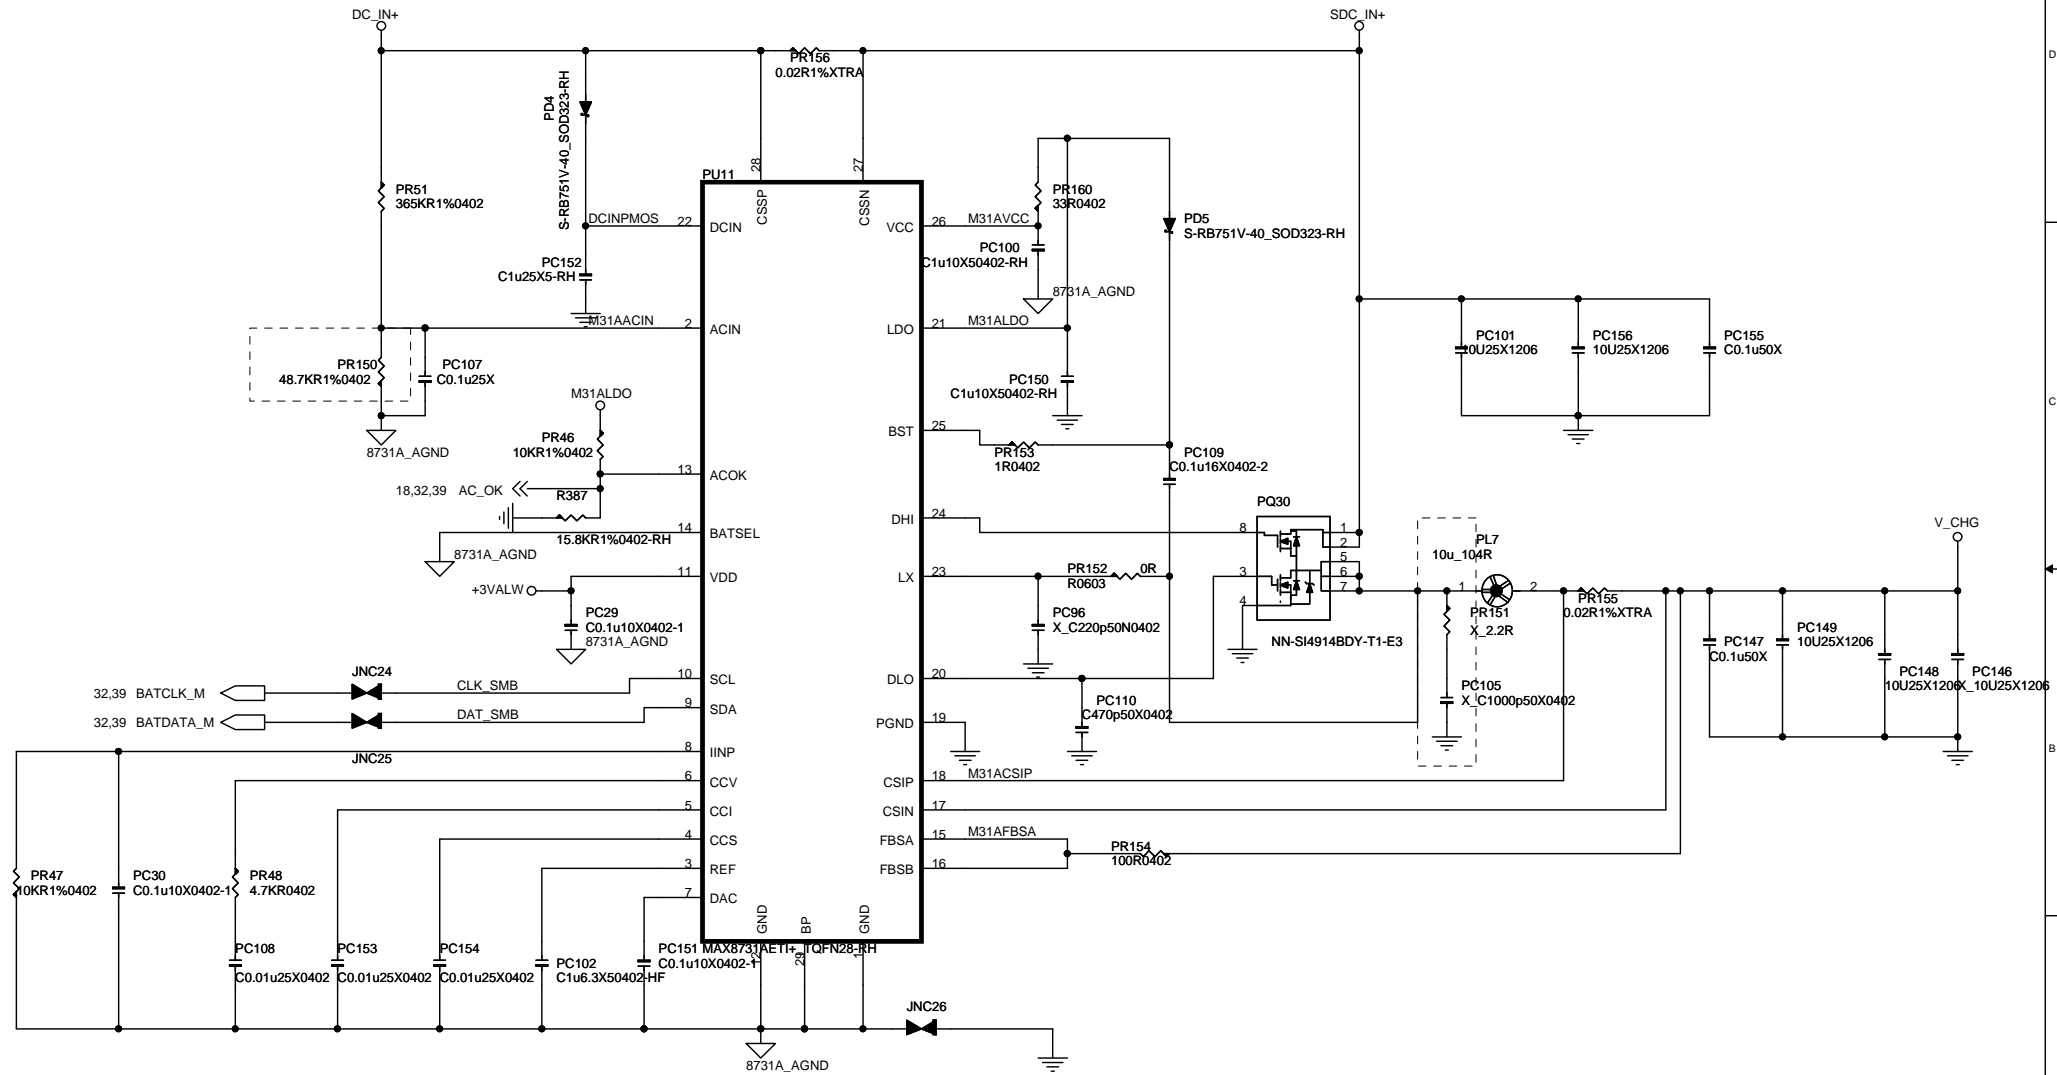 DC_IN+
SDC_IN+
D
PR156
0.02R1%XTRA
PD4
S-RB751V-40_SOD323-RH
28
27
PU11
CSSP
CSSN
PR51
365KR1%0402
PR160
33R0402
DCINPMOS
22
DCIN
VCC
26
M31AVCC
PD5
S-RB751V-40_SOD323-RH
PC152
C1u25X5-RH
PC100
C1u10X50402-RH
8731A_AGND
M31AACIN
2
ACIN
LDO
21
M31ALDO
PC101
10U25X1206
PC156
10U25X1206
PC155
C0.1u50X
PR150
48.7KR1%0402
PC107
C0.1u25X
PC150
C1u10X50402-RH
M31ALDO
C
8731A_AGND
PR46
10KR1%0402
BST
25
PR153
1R0402
PC109
C0.1u16X0402-2
13
ACOK
18,32,39 AC_OK
R387
15.8KR1%0402-RH
PQ30
DHI
24
8
1
2
5
6
7
3
4
NN-SI4914BDY-T1-E3
14
BATSEL
8731A_AGND
PL7
10u_104R
V_CHG
11
VDD
+3VALW
LX
23
PR152
R0603
0R
1
2
PR155
0.02R1%XTRA
PC29
C0.1u10X0402-1
8731A_AGND
PC96
X_C220p50N0402
PR151
X_2.2R
PC147
C0.1u50X
PC149
10U25X1206
PC148
10U25X1206
PC146
X_10U25X1206
JNC24
32,39 BATCLK_M
CLK_SMB
10
SCL
DLO
20
PC110
C470p50X0402
PC105
X_C1000p50X0402
32,39 BATDATA_M
DAT_SMB
9
SDA
PGND
19
JNC25
8
IINP
B
6
CCV
CSIP
18
M31ACSIP
5
CCI
CSIN
17
4
CCS
FBSA
15
M31AFBSA
PR154
100R0402
3
REF
FBSB
16
7
DAC
PR47
10KR1%0402
PC30
C0.1u10X0402-1
PR48
4.7KR0402
GND
BP
GND
PC108
C0.01u25X0402
PC153
C0.01u25X0402
PC154
C0.01u25X0402
PC102
C1u6.3X50402-HF
PC151
C0.1u10X0402-1
MAX8731AETI+_TQFN28-RH
12
29
1
JNC26
8731A_AGND